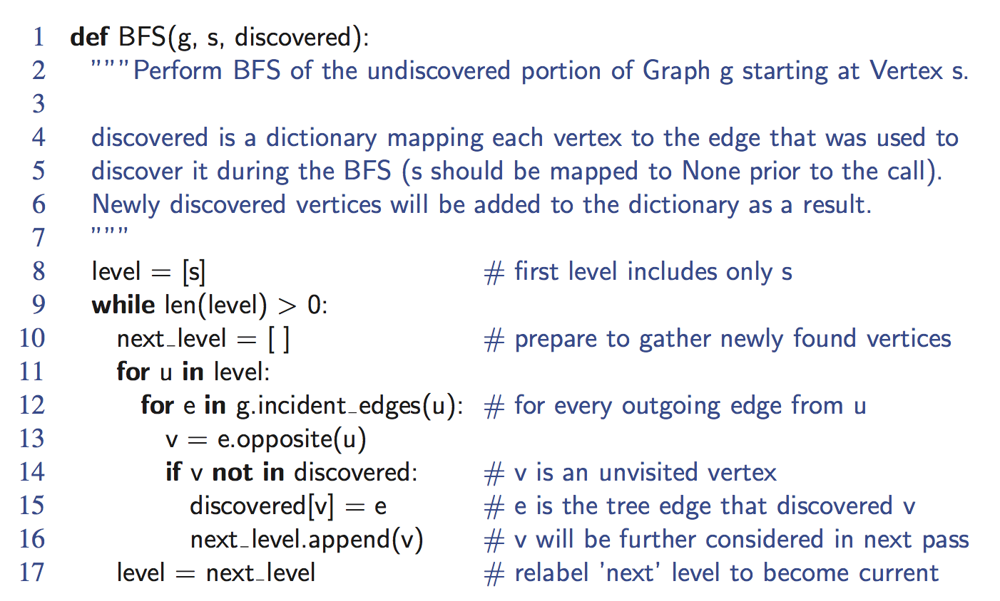 1 def BFS(g, s, discovered):
2 """Perform BFS of the undiscovered portion of Graph g starting at Vertex s.
3
4 discovered is a dictionary mapping each vertex to the edge that was used to
5 discover it during the BFS (s should be mapped to None prior to the call).
6 Newly discovered vertices will be added to the dictionary as a result.
7 """
8 level = [s] # first level includes only s
9 while len(level) > 0:
10 next_level = [ ] # prepare to gather newly found vertices
11 for u in level:
12 for e in g.incident_edges(u): # for every outgoing edge from u
13 v = e.opposite(u)
14 if v not in discovered: # v is an unvisited vertex
15 discovered[v] = e # e is the tree edge that discovered v
16 next_level.append(v) # v will be further considered in next pass
17 level = next_level # relabel 'next' level to become current